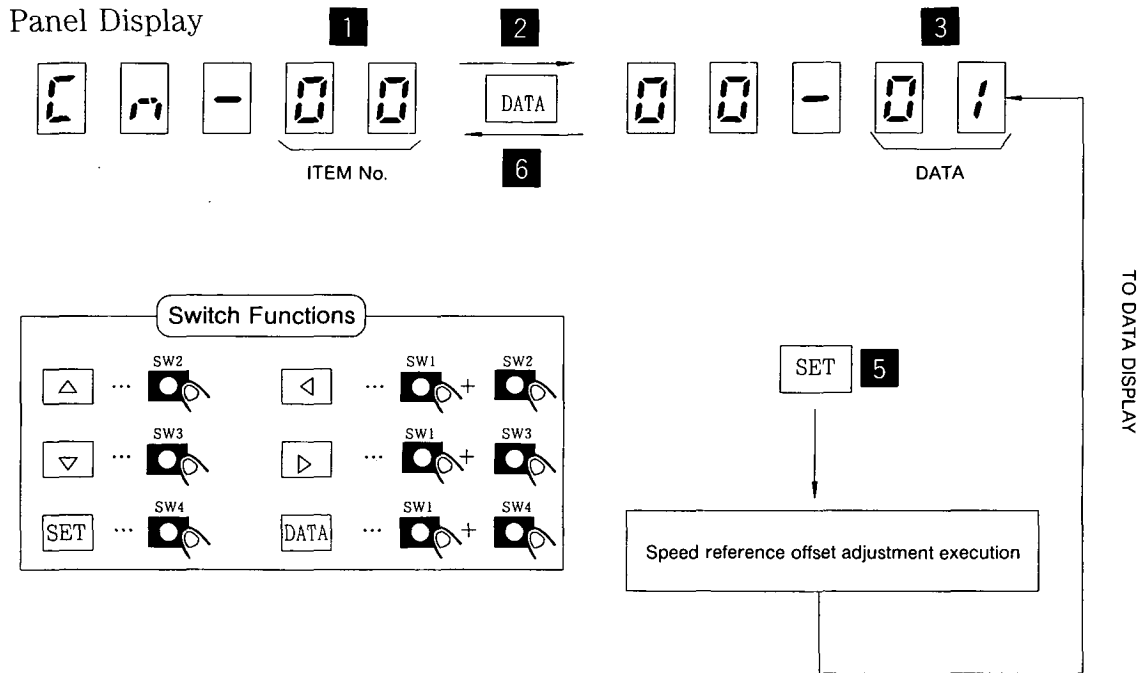 Panel Display
1 2 3
Cn-00 DATA 00-01
ITEM No. 6 DATA
TO DATA DISPLAY
Switch Functions
△ ... SW2 ◁ ... SW1 + SW2
▽ ... SW3 ▷ ... SW1 + SW3
SET ... SW4 DATA ... SW1 + SW4
SET 5
Speed reference offset adjustment execution